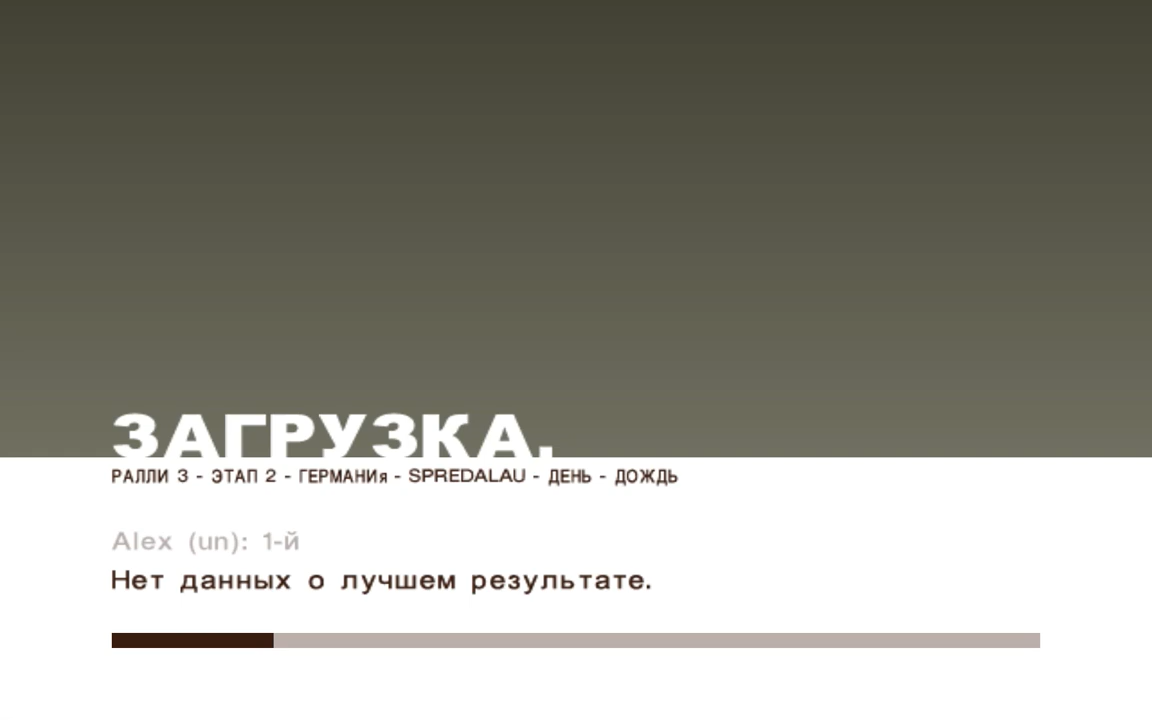 ЗАГРУЗКА.
РАЛЛИ 3 - ЭТАП 2 - ГЕРМАНИя - SPREDALAU - ДЕНЬ - ДОЖДЬ
Alex (un): 1-й
Нет данных о лучшем результате.